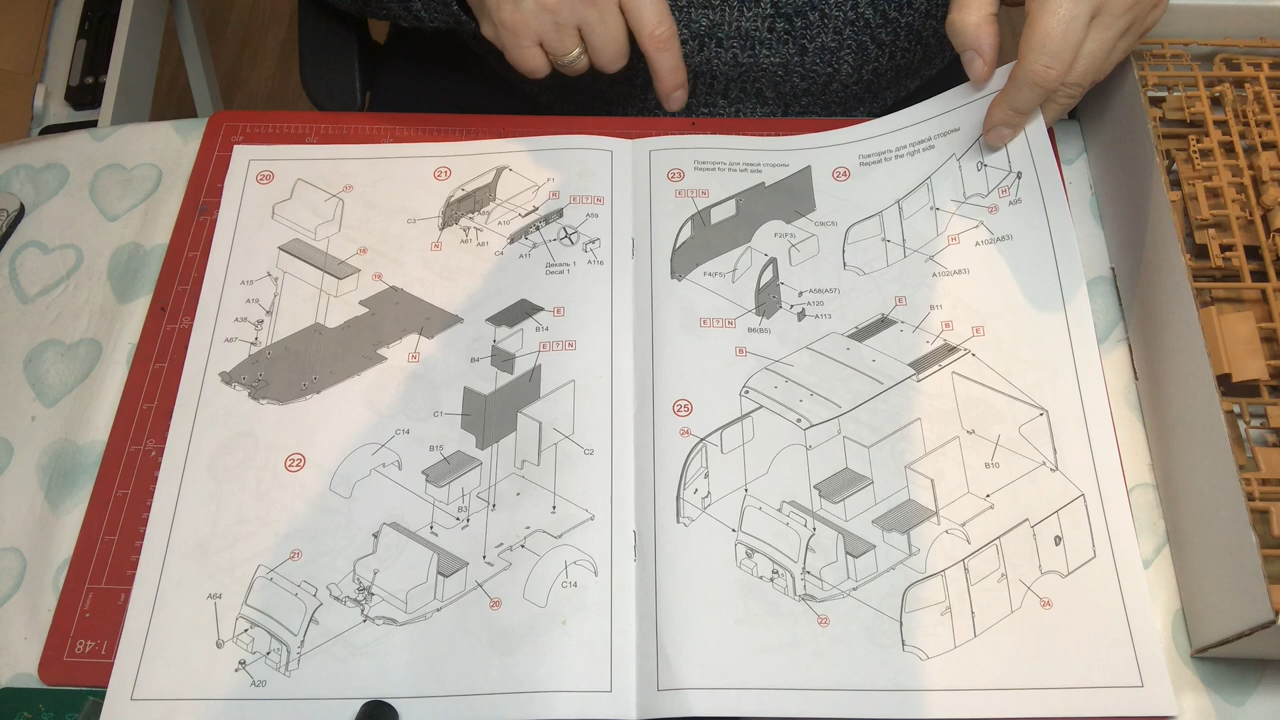 20
17
18
19
A15
A19
A38
A67
N
21
F1
R
E ? N
C3
A85
A10
A59
N
A61
A81
C4
A11
A116
Декаль 1
Decal 1
E
B14
E ? N
B4
C1
C2
22
C14
B15
B3
C14
20
21
A64
A20
23
Повторить для левой стороны
Repeat for the left side
E ? N
C9(C5)
F2(F3)
F4(F5)
A58(A57)
A120
A113
E ? N
B6(B5)
24
Повторить для правой стороны
Repeat for the right side
H
A95
23
H
A102(A83)
A102(A83)
25
E
B11
B
E
B
24
B10
22
24
1:48